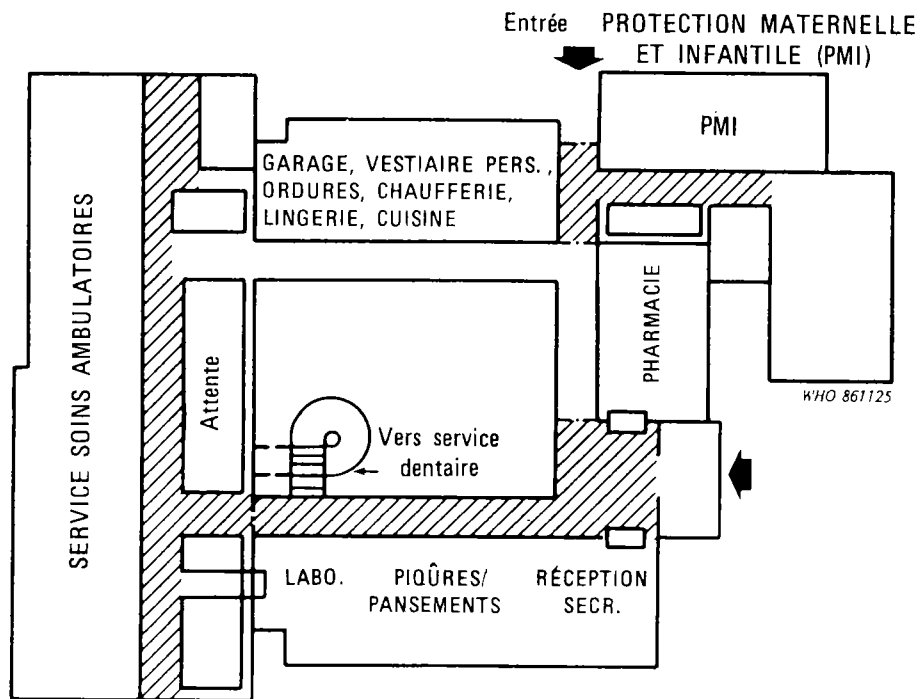 Entrée PROTECTION MATERNELLE
ET INFANTILE (PMI)
PMI
GARAGE, VESTIAIRE PERS.,
ORDURES, CHAUFFERIE,
LINGERIE, CUISINE
SERVICE SOINS AMBULATOIRES
Attente
PHARMACIE
WHO 861125
Vers service
dentaire
LABO.
PIQÛRES/
PANSEMENTS
RÉCEPTION
SECR.